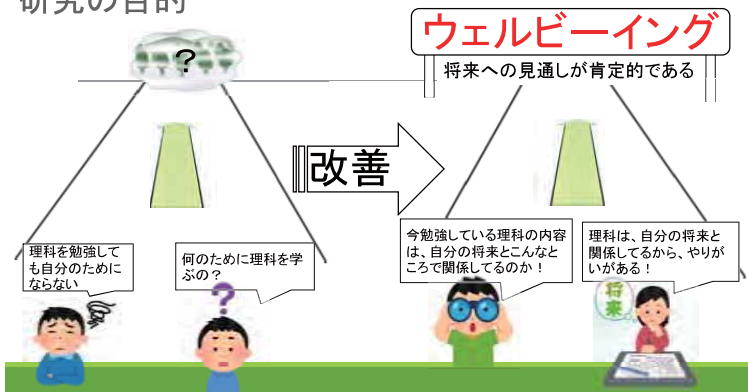 研究の目的
?
ウェルビーイング
将来への見通しが肯定的である
改善
理科を勉強して
も自分のために
ならない
何のために理科を学
ぶの？
今勉強している理科の内容
は、自分の将来とこんなと
ころで関係してるのか！
理科は、自分の将来と
関係してるから、やりが
いがある！
?
将
来